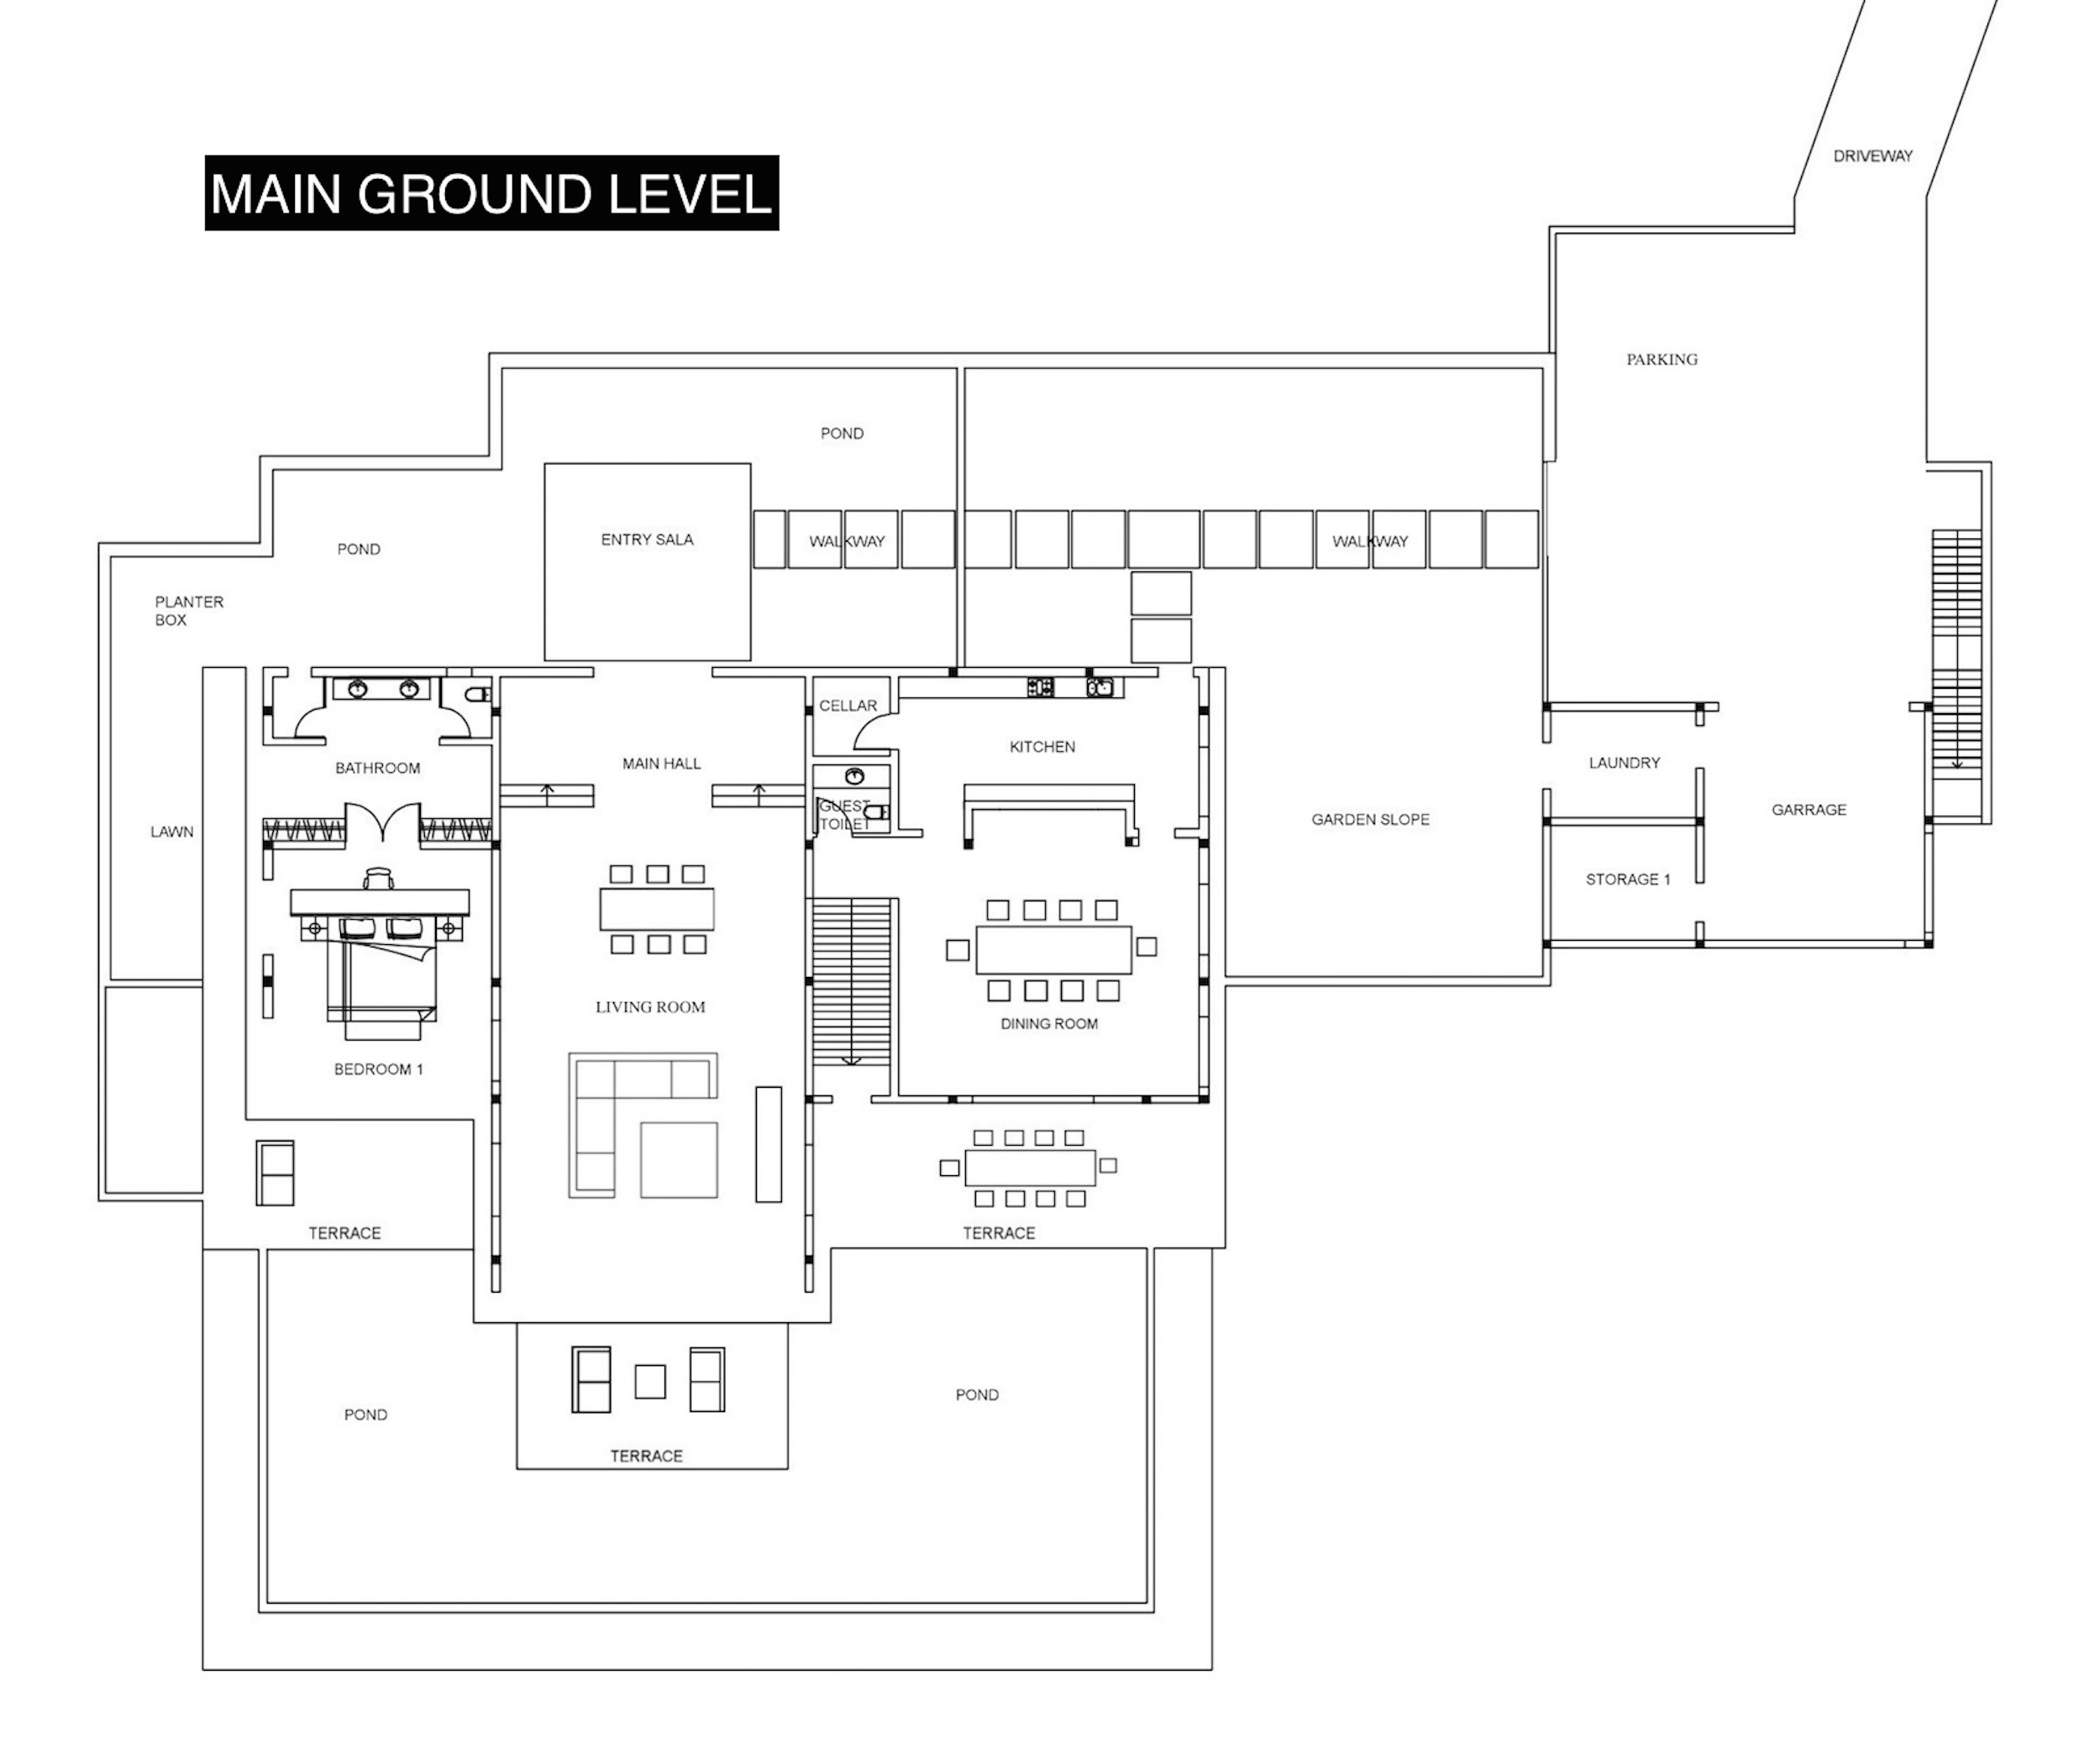 DRIVEWAY
MAIN GROUND LEVEL
PARKING
POND
ENTRY SALA
WALKWAY
WALKWAY
POND
PLANTER
BOX
CELLAR
KITCHEN
MAIN HALL
BATHROOM
LAUNDRY
GUEST
TOILET
GARRAGE
GARDEN SLOPE
LAWN
STORAGE 1
LIVING ROOM
DINING ROOM
BEDROOM 1
TERRACE
TERRACE
POND
POND
TERRACE